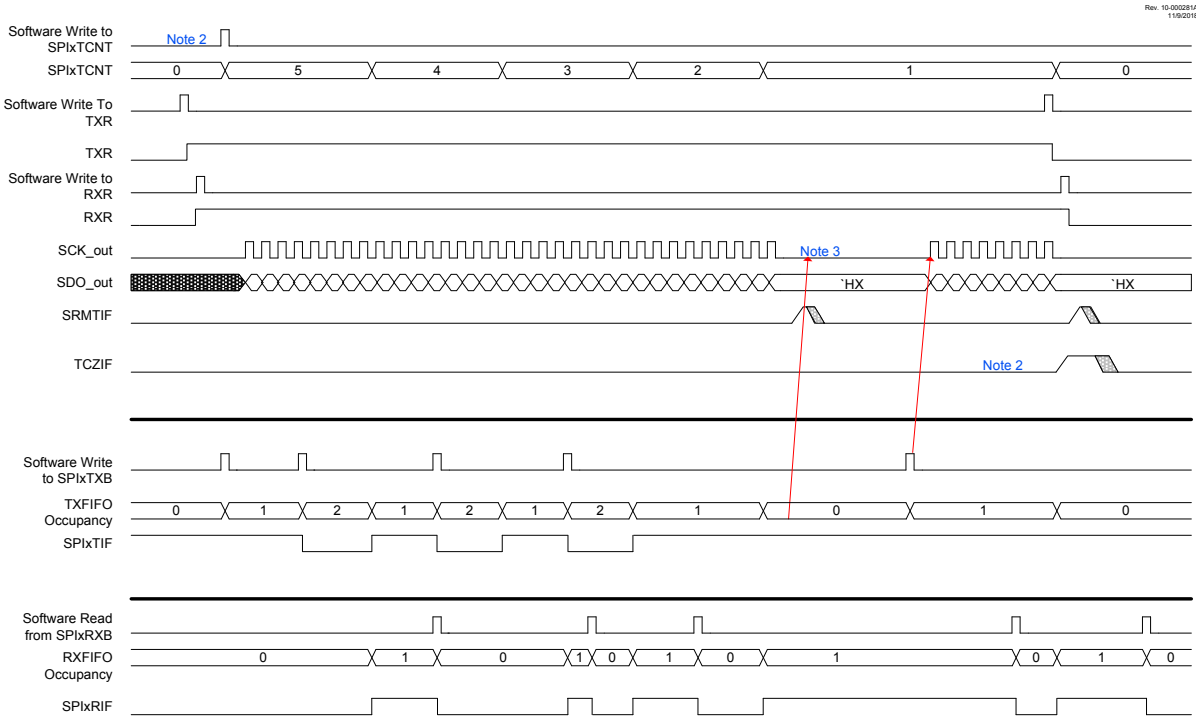 Rev. 10-000281A
11/9/2018
Software Write to
SPIxTCNT
Note 2
SPIxTCNT
0 5 4 3 2 1 0
Software Write To
TXR
TXR
Software Write to
RXR
RXR
SCK_out
Note 3
SDO_out
`HX `HX
SRMTIF
TCZIF
Note 2
Software Write
to SPIxTXB
TXFIFO
Occupancy
0 1 2 1 2 1 2 1 0 1 0
SPIxTIF
Software Read
from SPIxRXB
RXFIFO
Occupancy
0 1 0 1 0 1 0 1 0 1 0
SPIxRIF